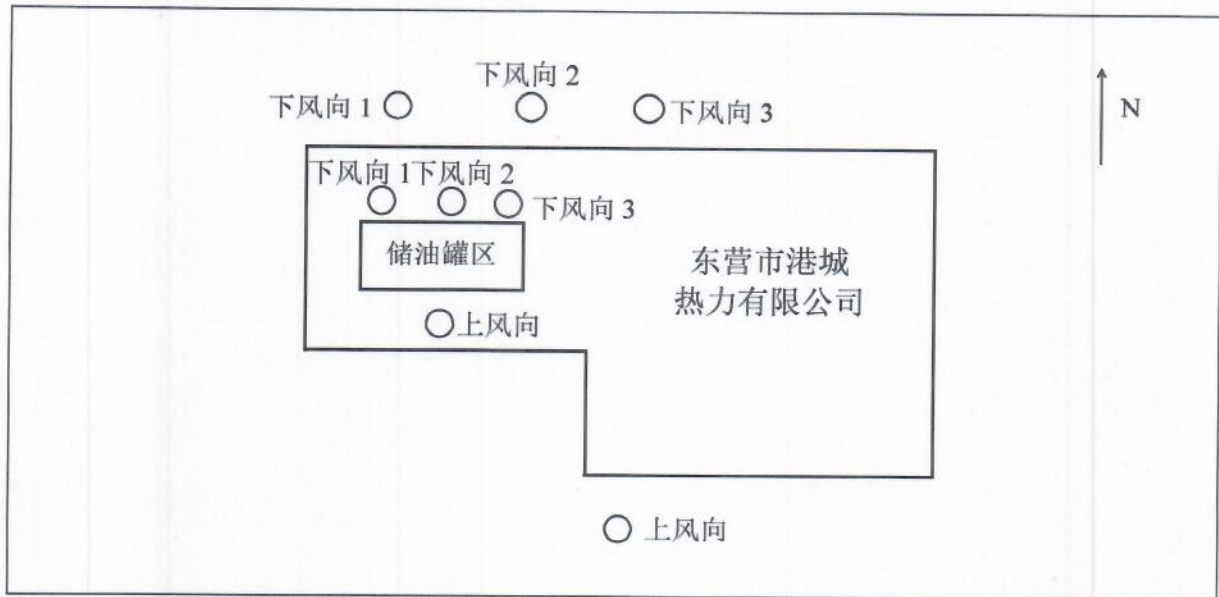 下风向 2
下风向 1
下风向 3
N
下风向 1下风向 2
下风向 3
储油罐区
东营市港城
热力有限公司
上风向
上风向